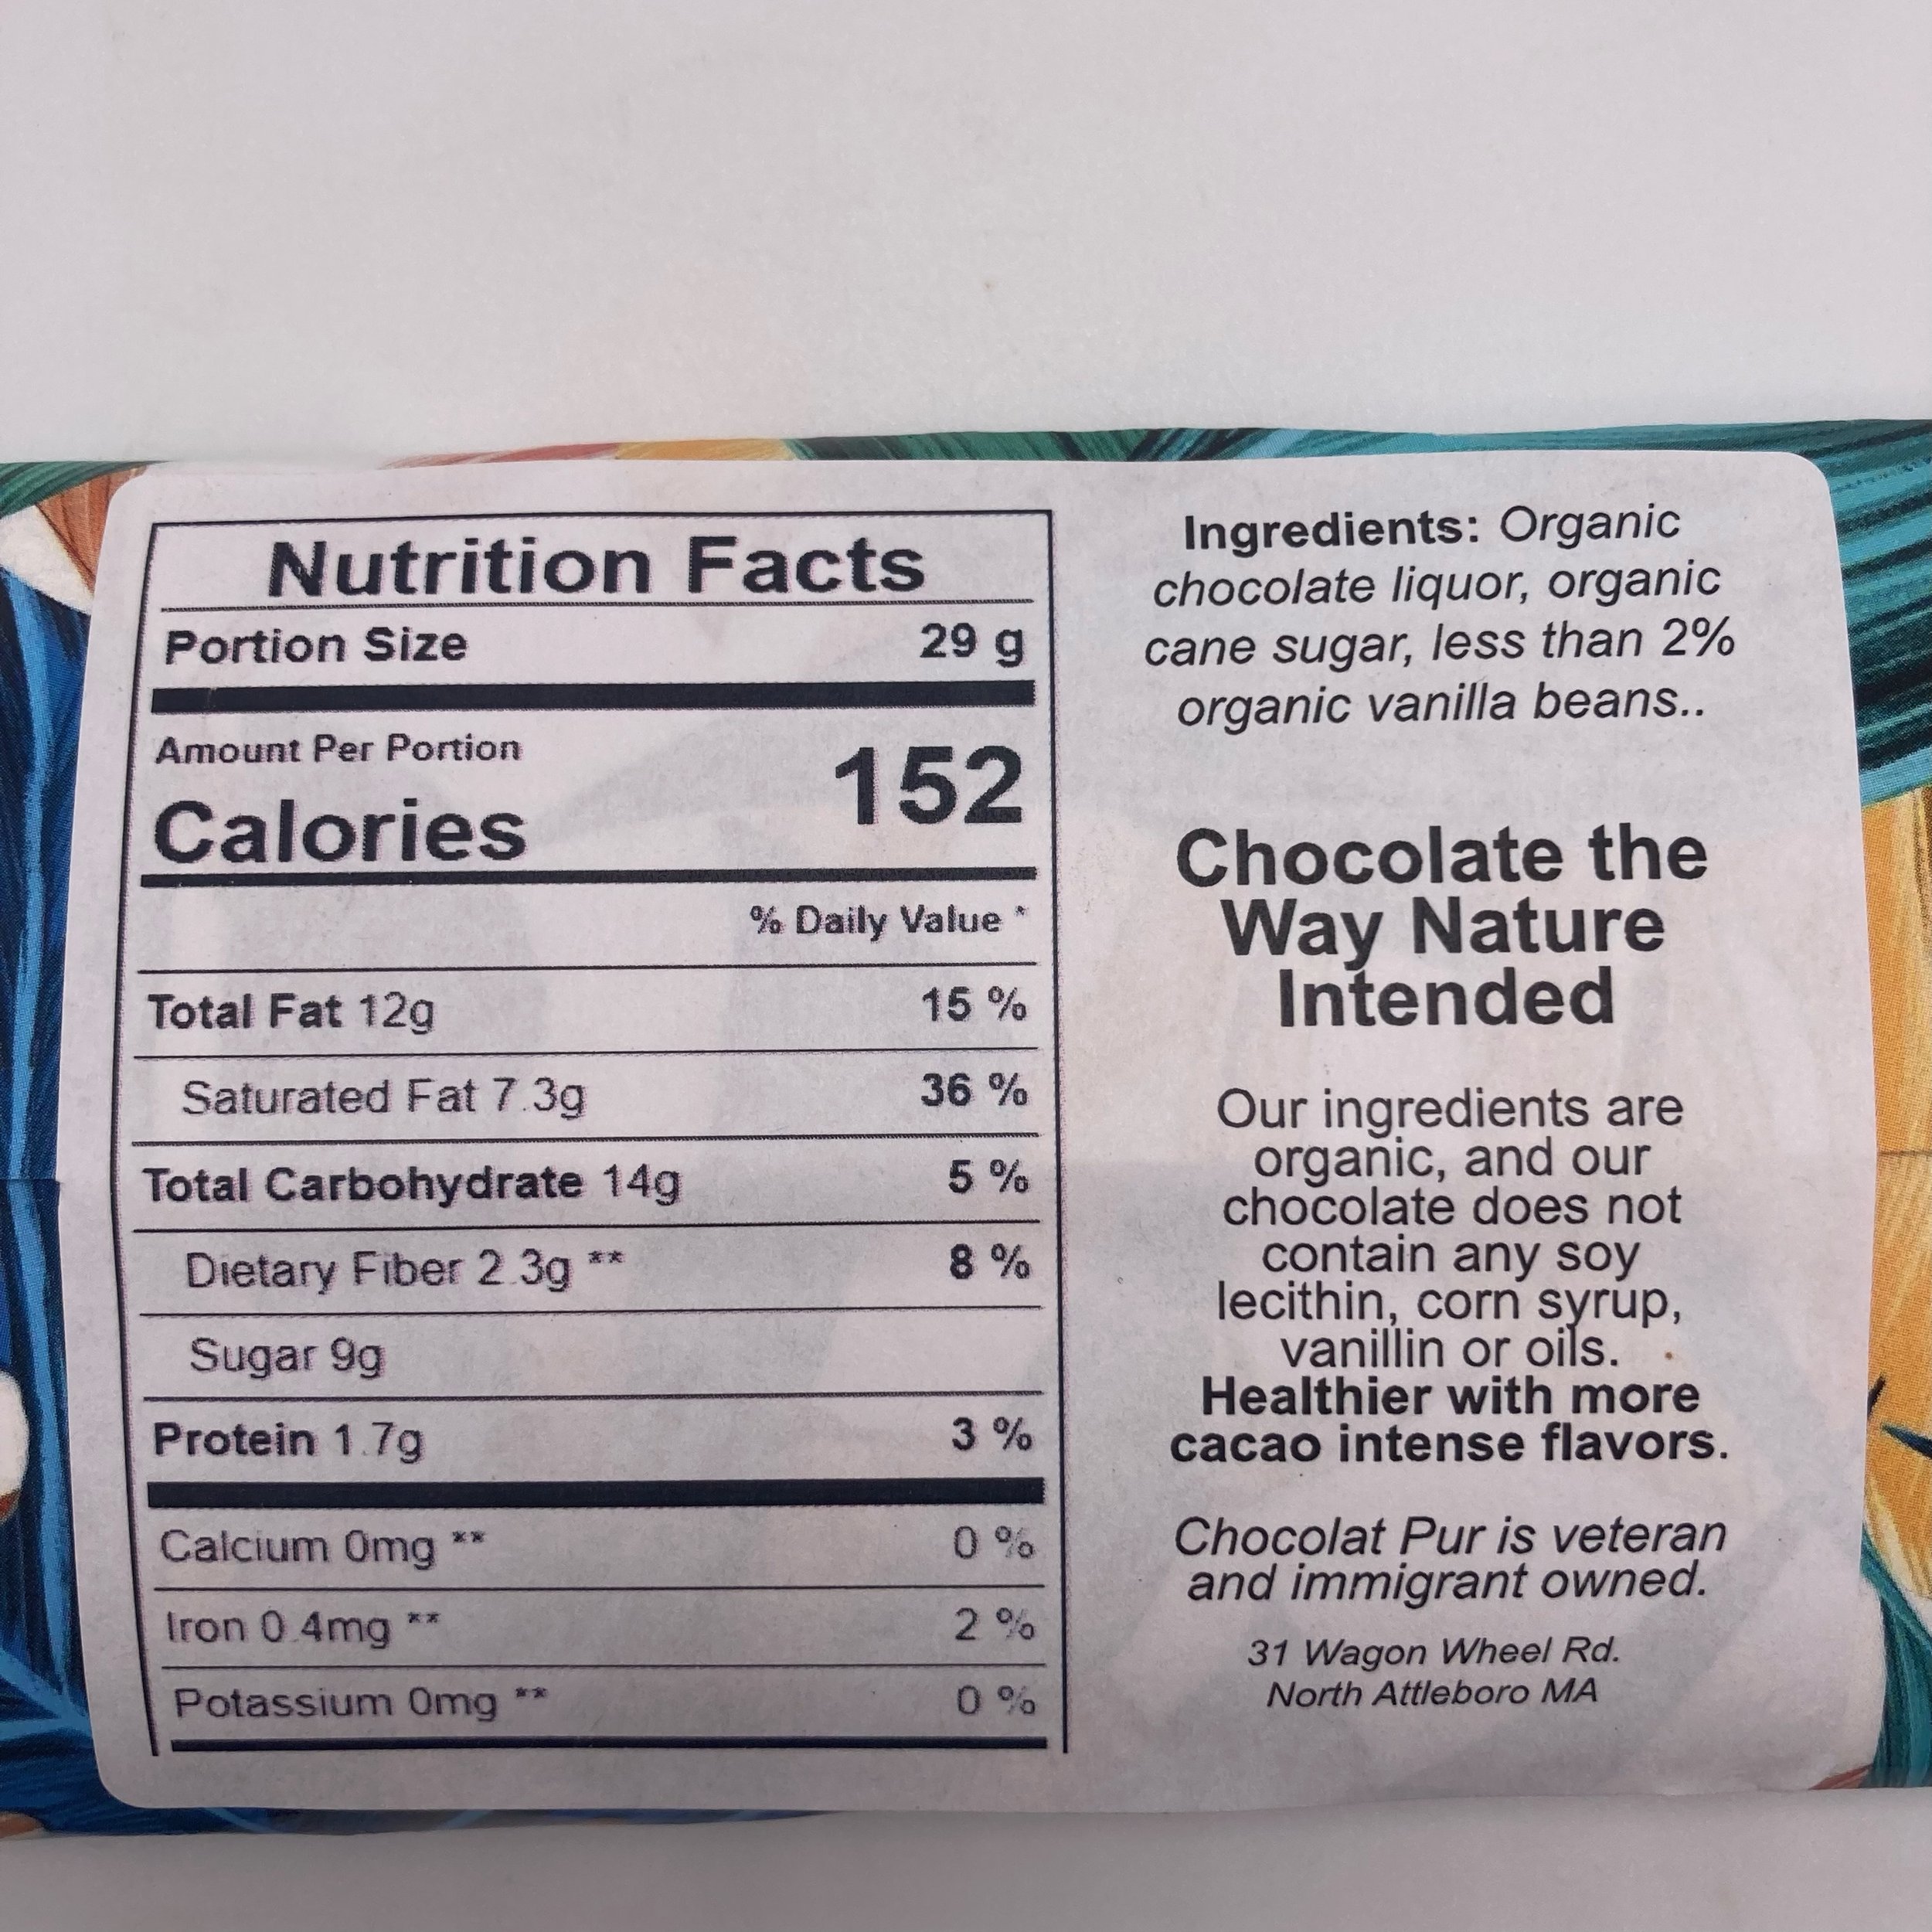 Nutrition Facts
Portion Size 29 g
Amount Per Portion
Calories 152
% Daily Value *
Total Fat 12g 15 %
Saturated Fat 7.3g 36 %
Total Carbohydrate 14g 5 %
Dietary Fiber 2.3g ** 8 %
Sugar 9g
Protein 1.7g 3 %
Calcium 0mg ** 0 %
Iron 0.4mg ** 2 %
Potassium 0mg ** 0 %
Ingredients: Organic
chocolate liquor, organic
cane sugar, less than 2%
organic vanilla beans..
Chocolate the
Way Nature
Intended
Our ingredients are
organic, and our
chocolate does not
contain any soy
lecithin, corn syrup,
vanillin or oils.
Healthier with more
cacao intense flavors.
Chocolat Pur is veteran
and immigrant owned.
31 Wagon Wheel Rd.
North Attleboro MA